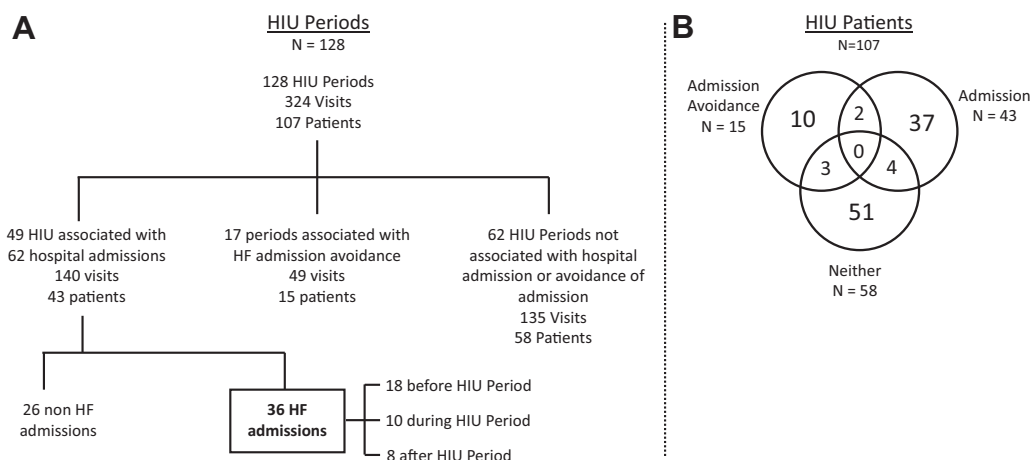 A
HIU Periods
N = 128
128 HIU Periods
324 Visits
107 Patients
49 HIU associated with
62 hospital admissions
140 visits
43 patients
17 periods associated with
HF admission avoidance
49 visits
15 patients
62 HIU Periods not
associated with hospital
admission or avoidance of
admission
135 Visits
58 Patients
26 non HF
admissions
36 HF
admissions
18 before HIU Period
10 during HIU Period
8 after HIU Period
B
HIU Patients
N=107
Admission
Avoidance
N = 15
Admission
N = 43
10
2
37
0
3
4
51
Neither
N = 58